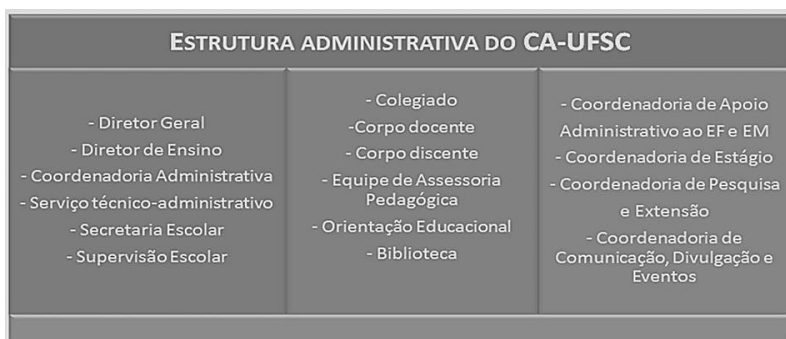 ESTRUTURA ADMINISTRATIVA DO CA-UFSC
- Diretor Geral
- Diretor de Ensino
- Coordenadoria Administrativa
- Serviço técnico-administrativo
- Secretaria Escolar
- Supervisão Escolar
- Colegiado
-Corpo docente
- Corpo discente
- Equipe de Assessoria
Pedagógica
- Orientação Educacional
- Biblioteca
- Coordenadoria de Apoio
Administrativo ao EF e EM
- Coordenadoria de Estágio
- Coordenadoria de Pesquisa
e Extensão
- Coordenadoria de
Comunicação, Divulgação e
Eventos